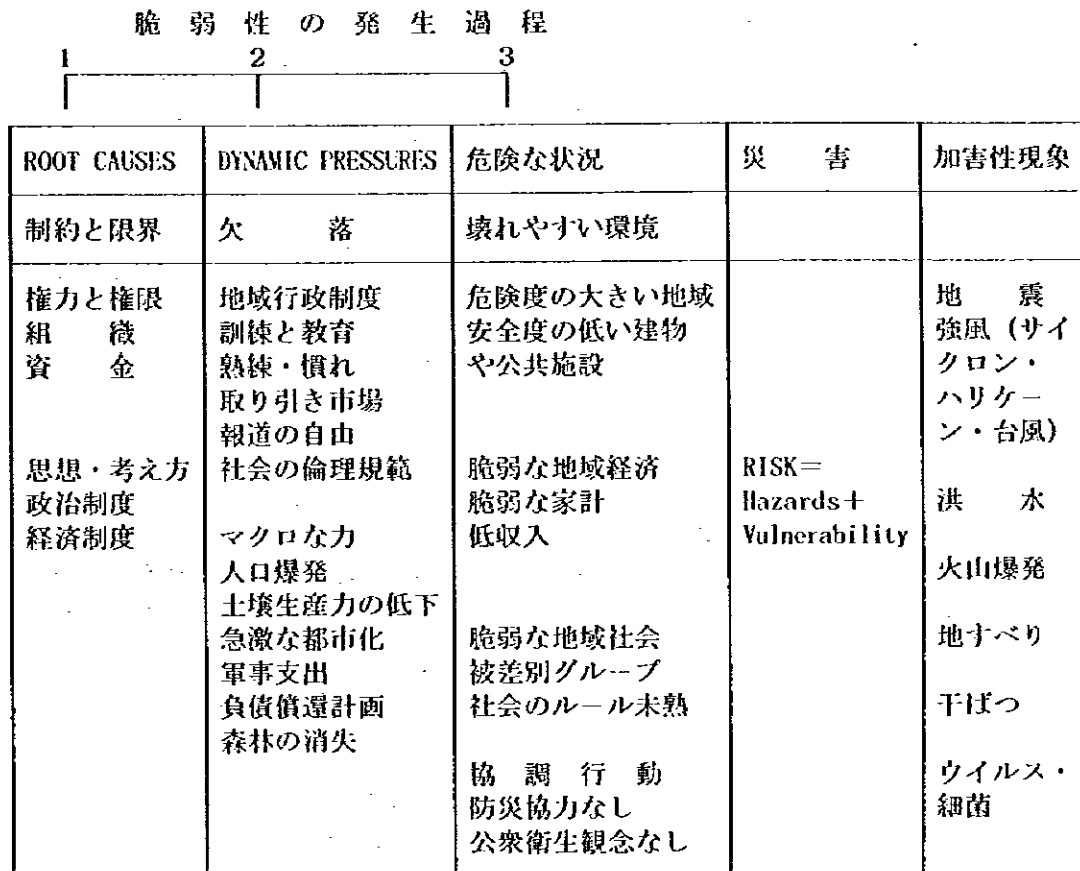 脆弱性の発生過程
1 2 3
ROOT CAUSES DYNAMIC PRESSURES 危険な状況 災害 加害性現象
制約と限界 欠落 壊れやすい環境
権力と権限 地域行政制度 危険度の大きい地域 地震
組織 訓練と教育 安全度の低い建物 強風(サイ
資金 熟練・慣れ や公共施設 クロン・
取り引き市場 ハリケー
報道の自由 ン・台風)
思想・考え方 社会の倫理規範 脆弱な地域経済 RISK=
政治制度 脆弱な家計 Hazards+ 洪水
経済制度 マクロな力 低収入 Vulnerability
人口爆発 火山爆発
土壌生産力の低下
急激な都市化 脆弱な地域社会 地すべり
軍事支出 被差別グループ
負債償還計画 社会のルール未熟 干ばつ
森林の消失
協調行動 ウイルス・
防災協力なし 細菌
公衆衛生観念なし